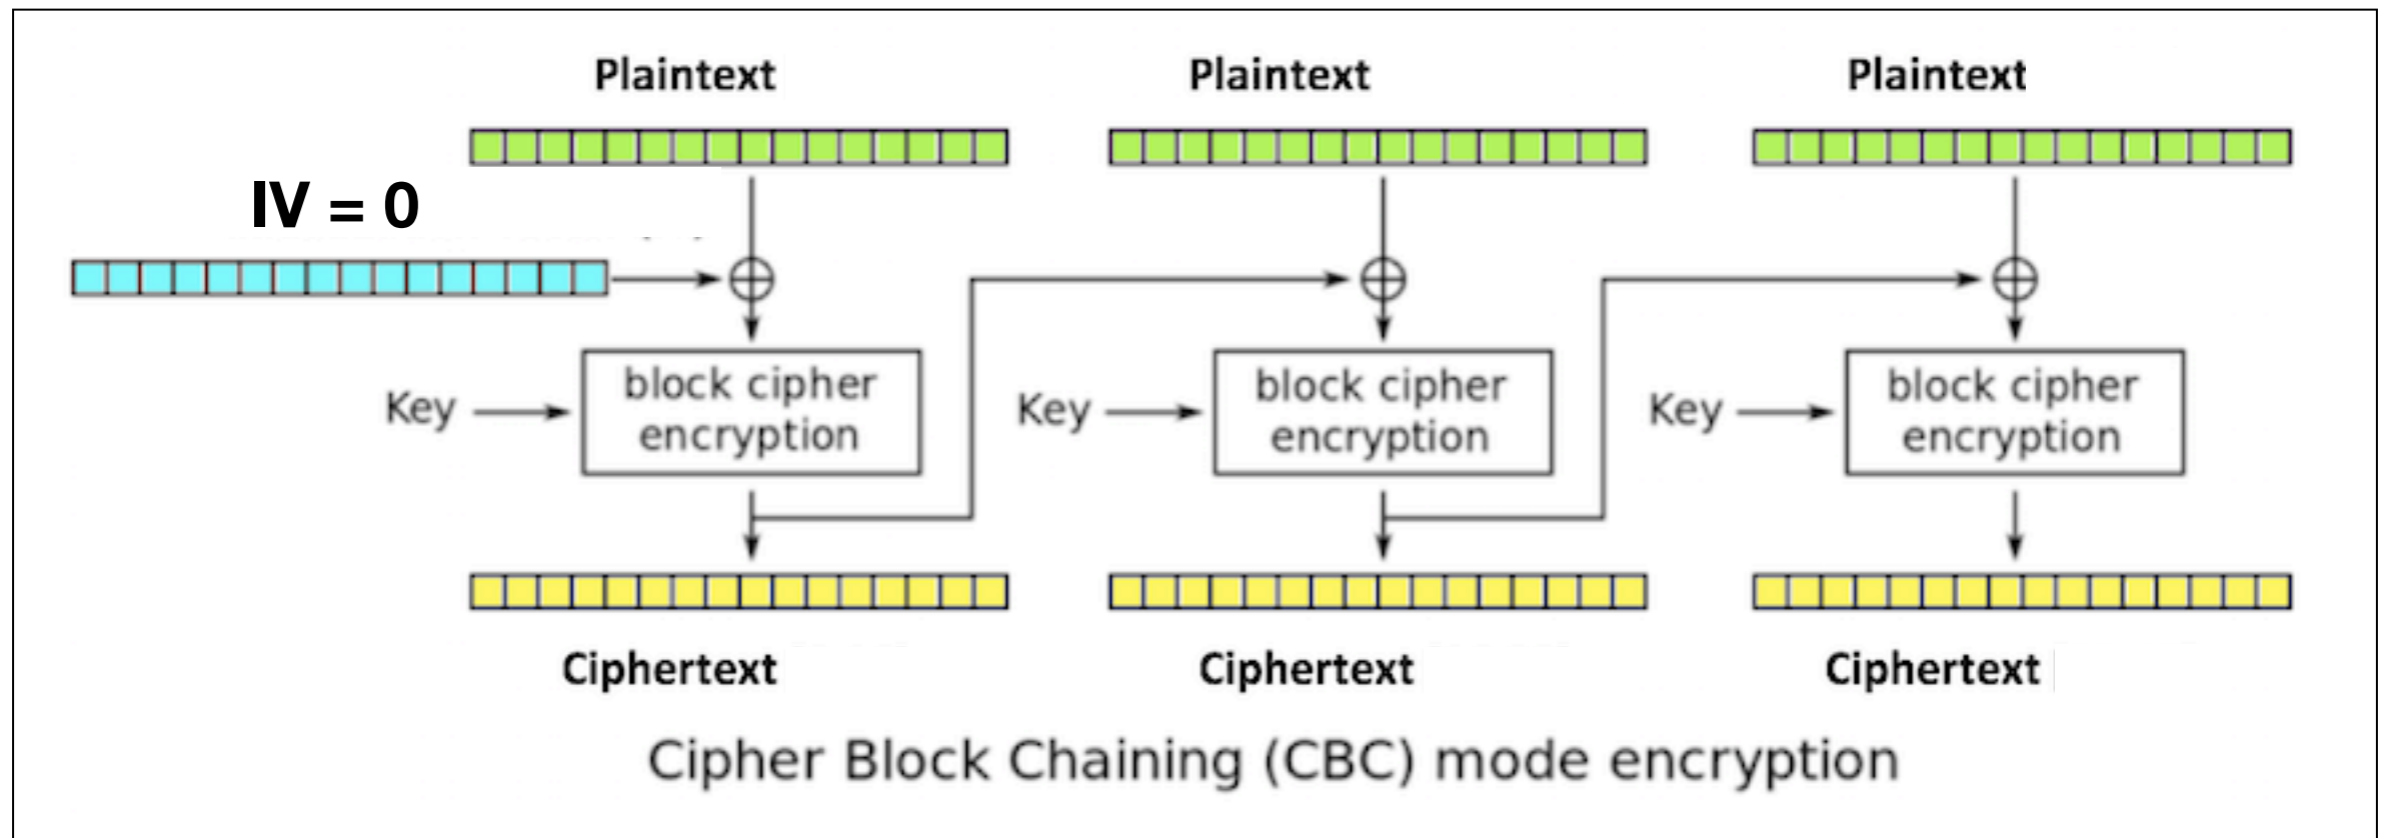 Plaintext Plaintext Plaintext
IV = 0
Key block cipher encryption Key block cipher encryption Key block cipher encryption
Ciphertext Ciphertext Ciphertext
Cipher Block Chaining (CBC) mode encryption